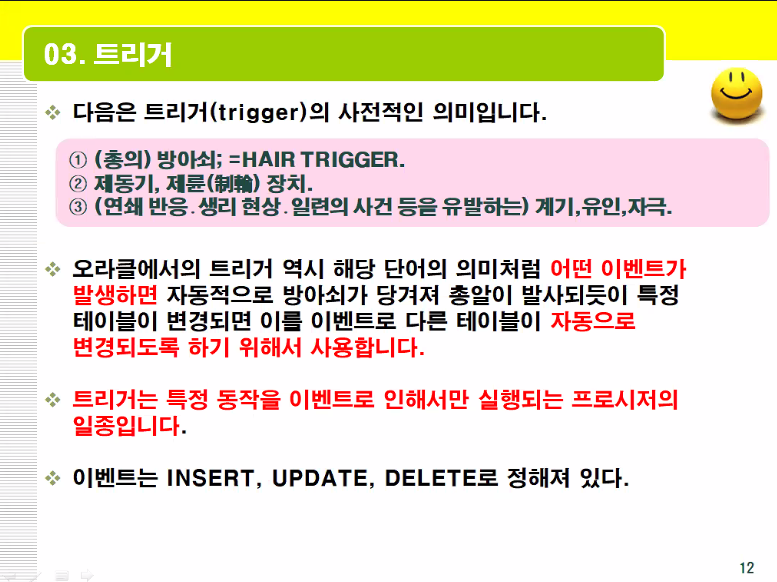 03. 트리거
❖ 다음은 트리거(trigger)의 사전적인 의미입니다.
① (총의) 방아쇠; =HAIR TRIGGER.
② 제동기, 제륜(制輪) 장치.
③ (연쇄 반응·생리 현상·일련의 사건 등을 유발하는) 계기,유인,자극.
❖ 오라클에서의 트리거 역시 해당 단어의 의미처럼 어떤 이벤트가
발생하면 자동적으로 방아쇠가 당겨져 총알이 발사되듯이 특정
테이블이 변경되면 이를 이벤트로 다른 테이블이 자동으로
변경되도록 하기 위해서 사용합니다.
❖ 트리거는 특정 동작을 이벤트로 인해서만 실행되는 프로시저의
일종입니다.
❖ 이벤트는 INSERT, UPDATE, DELETE로 정해져 있다.
12